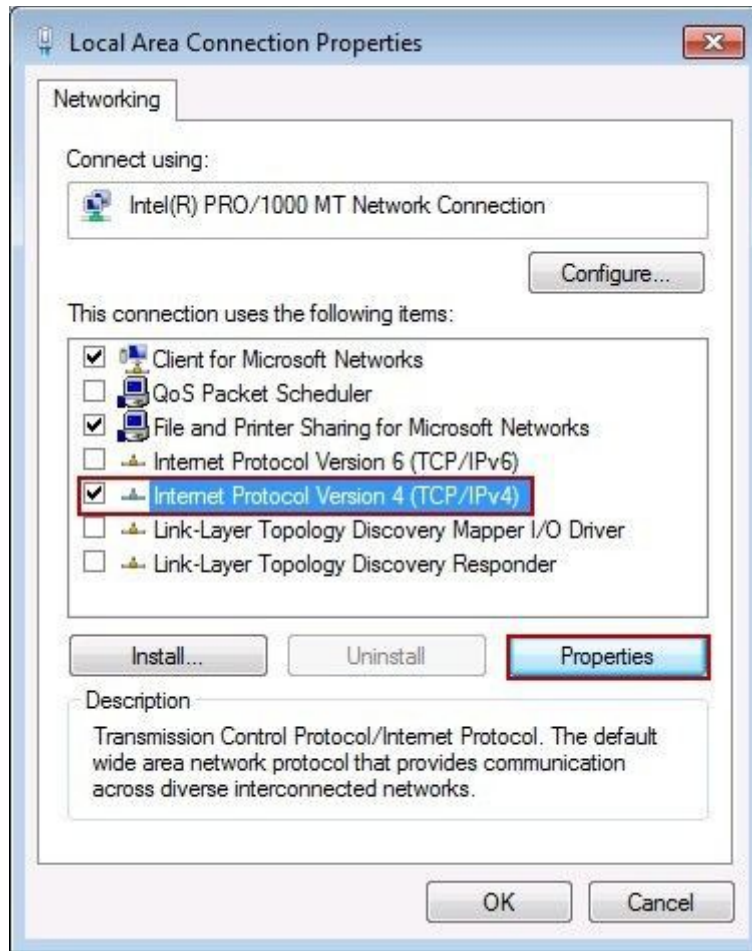 Local Area Connection Properties
Networking
Connect using:
Intel(R) PRO/1000 MT Network Connection
Configure...
This connection uses the following items:
Client for Microsoft Networks
QoS Packet Scheduler
File and Printer Sharing for Microsoft Networks
Internet Protocol Version 6 (TCP/IPv6)
Internet Protocol Version 4 (TCP/IPv4)
Link-Layer Topology Discovery Mapper I/O Driver
Link-Layer Topology Discovery Responder
Install... Uninstall Properties
Description
Transmission Control Protocol/Internet Protocol. The default
wide area network protocol that provides communication
across diverse interconnected networks.
OK Cancel